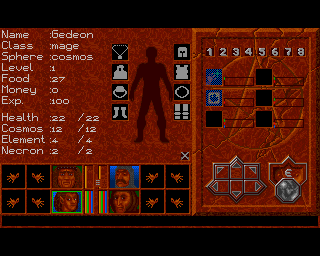 Name :Gedeon
Class :mage
Sphere :cosmos
Level :1
Food :27
Money :0
Exp. :100
Health :22 /22
Cosmos :12 /12
Element :4 /4
Necron :2 /2
1 2 3 4 5 6 7 8